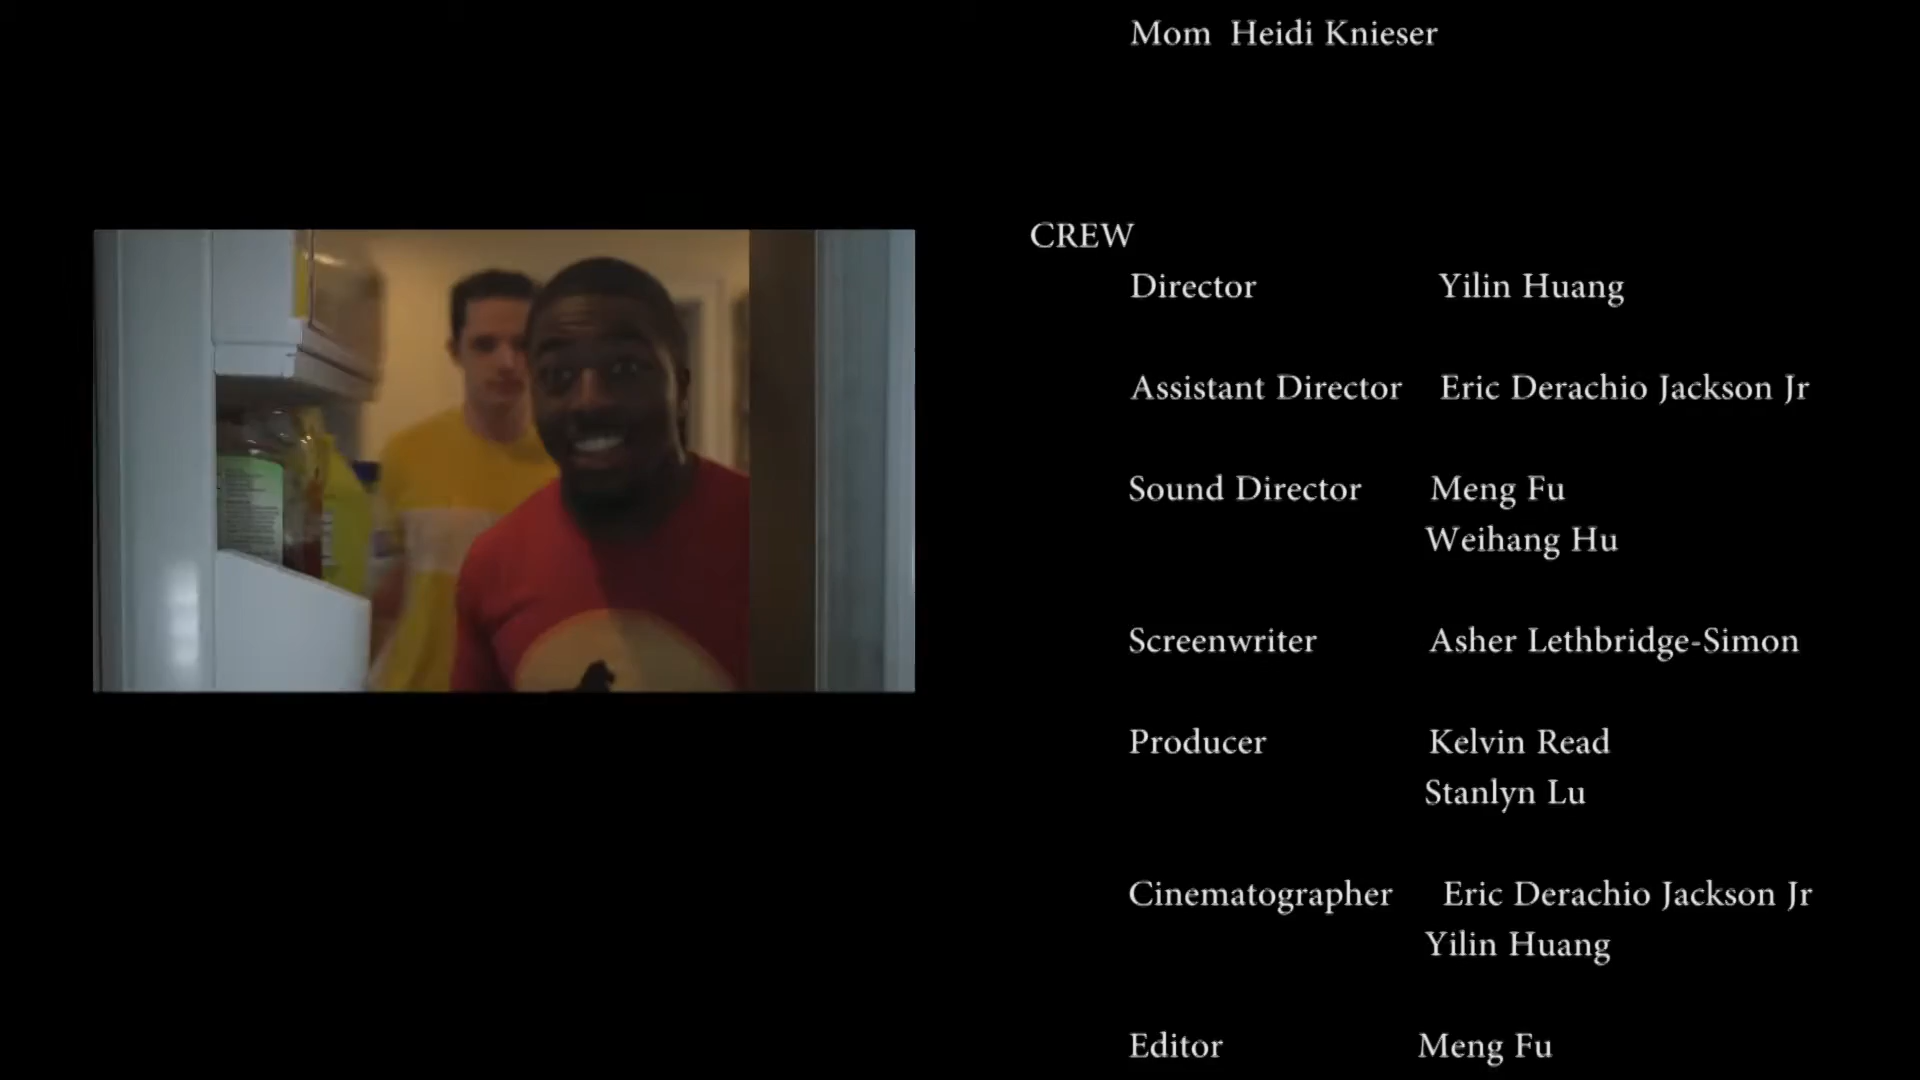 Mom Heidi Knieser
CREW
Director Yilin Huang
Assistant Director Eric Derachio Jackson Jr
Sound Director Meng Fu
Weihang Hu
Screenwriter Asher Lethbridge-Simon
Producer Kelvin Read
Stanlyn Lu
Cinematographer Eric Derachio Jackson Jr
Yilin Huang
Editor Meng Fu